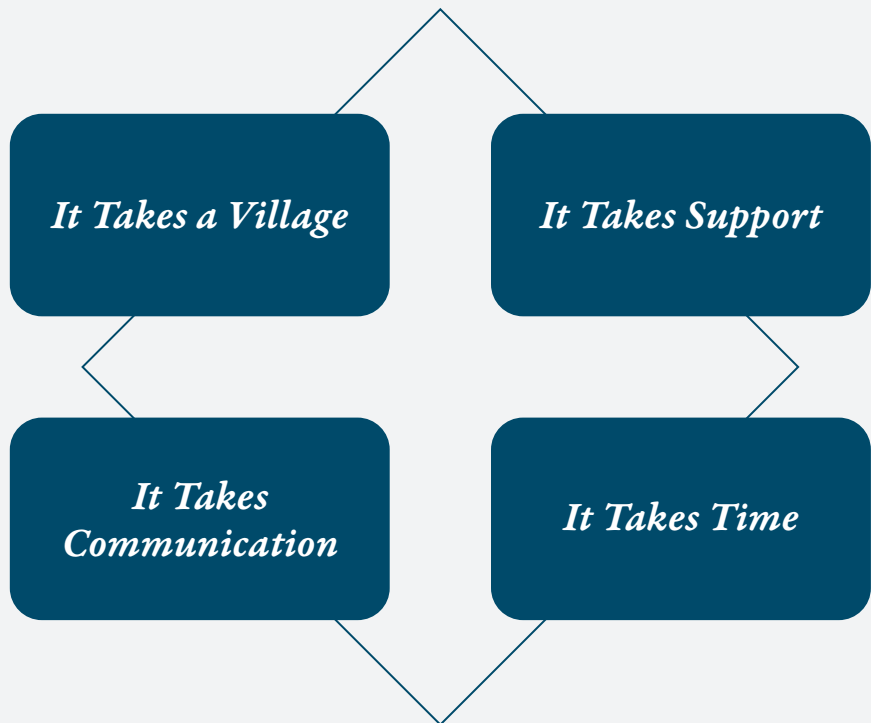 It Takes a Village
It Takes Support
It Takes
Communication
It Takes Time